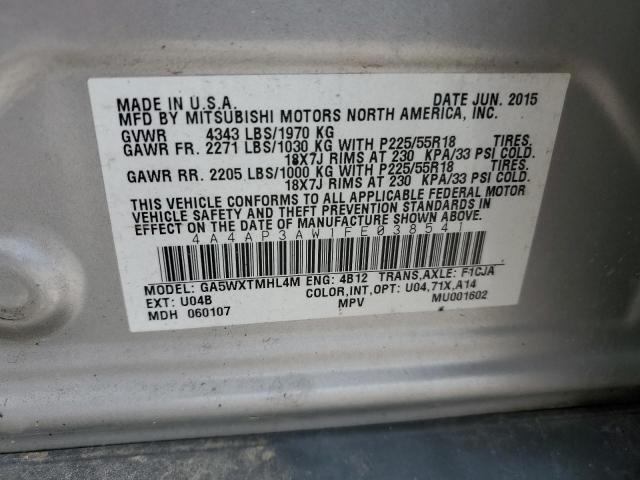 MADE IN U.S.A. DATE JUN. 2015
MFD BY MITSUBISHI MOTORS NORTH AMERICA, INC.
GVWR 4343 LBS/1970 KG
GAWR FR. 2271 LBS/1030 KG WITH P225/55R18 TIRES.
18X7J RIMS AT 230 KPA/33 PSI COLD.
GAWR RR. 2205 LBS/1000 KG WITH P225/55R18 TIRES.
18X7J RIMS AT 230 KPA/33 PSI COLD.
THIS VEHICLE CONFORMS TO ALL APPLICABLE FEDERAL MOTOR
VEHICLE SAFETY AND THEFT PREVENTION STANDARDS IN
EFFECT ON THE DATE OF MANUFACTURE SHOWN ABOVE.
4A4AP3AW1FE038541
MODEL: GA5WXTMHL4M ENG: 4B12 TRANS,AXLE: F1CJA
EXT: U04B COLOR,INT,OPT: U04,71X,A14
MDH 060107 MPV MU001602